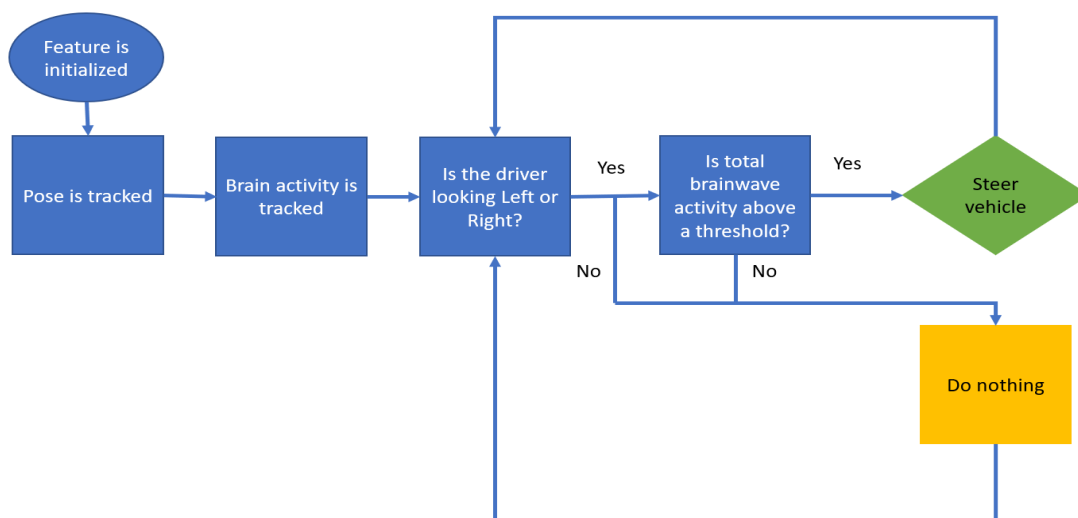 Feature is
initialized
Pose is tracked
Brain activity is
tracked
Is the driver
looking Left or
Right?
Yes
No
Is total
brainwave
activity above
a threshold?
Yes
No
Steer
vehicle
Do nothing